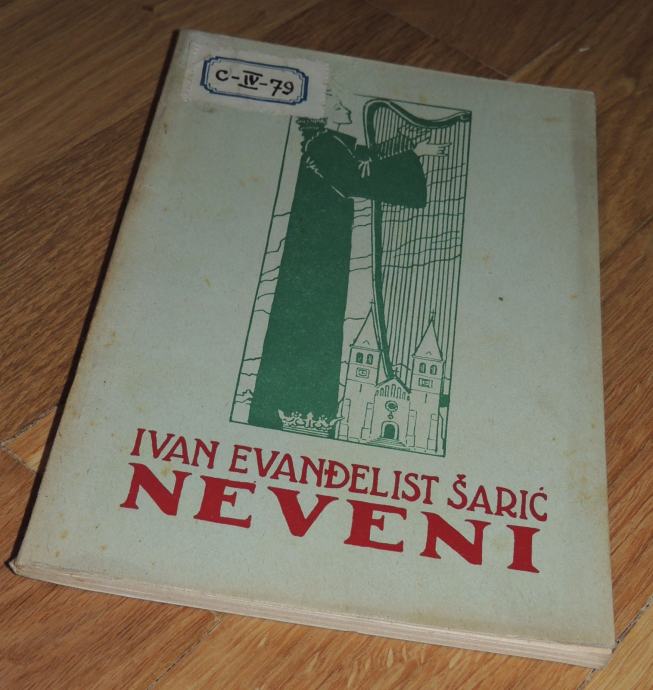 C-IV-79
IVAN EVANĐELIST ŠARIĆ
NEVENI